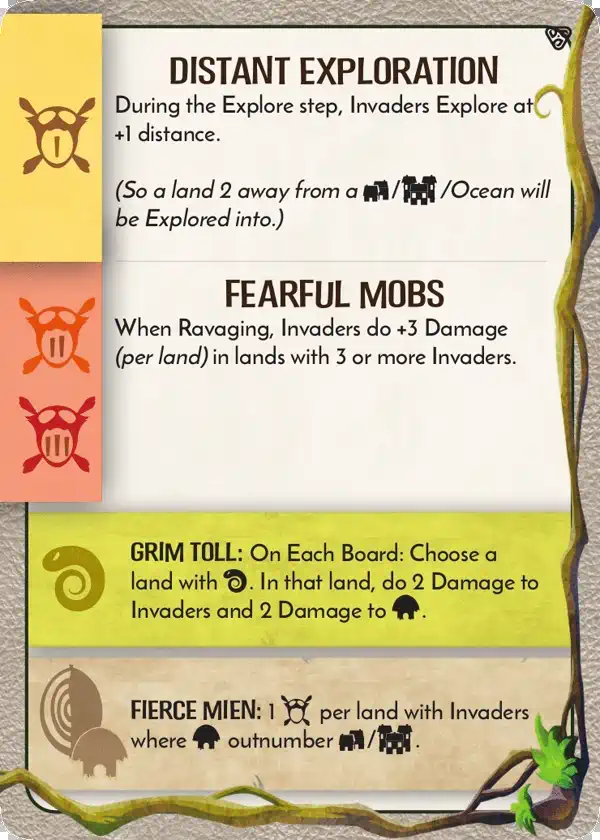 DISTANT EXPLORATION
During the Explore step, Invaders Explore at
+1 distance.
(So a land 2 away from a / /Ocean will
be Explored into.)
I
FEARFUL MOBS
When Ravaging, Invaders do +3 Damage
(per land) in lands with 3 or more Invaders.
II
III
GRIM TOLL: On Each Board: Choose a
land with . In that land, do 2 Damage to
Invaders and 2 Damage to .
FIERCE MIEN: 1 per land with Invaders
where outnumber / .